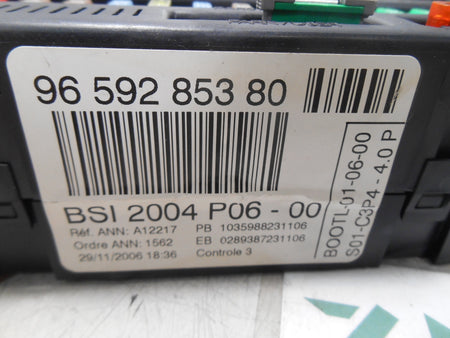 96 592 853 80
BSI 2004 P06 - 00
Réf. ANN: A12217 PB 1035988231106
Ordre ANN: 1562 EB 0289387231106
29/11/2006 18:36 Controle 3
BOOTL-01-06-00
S01-C3P4 - 4.0 P